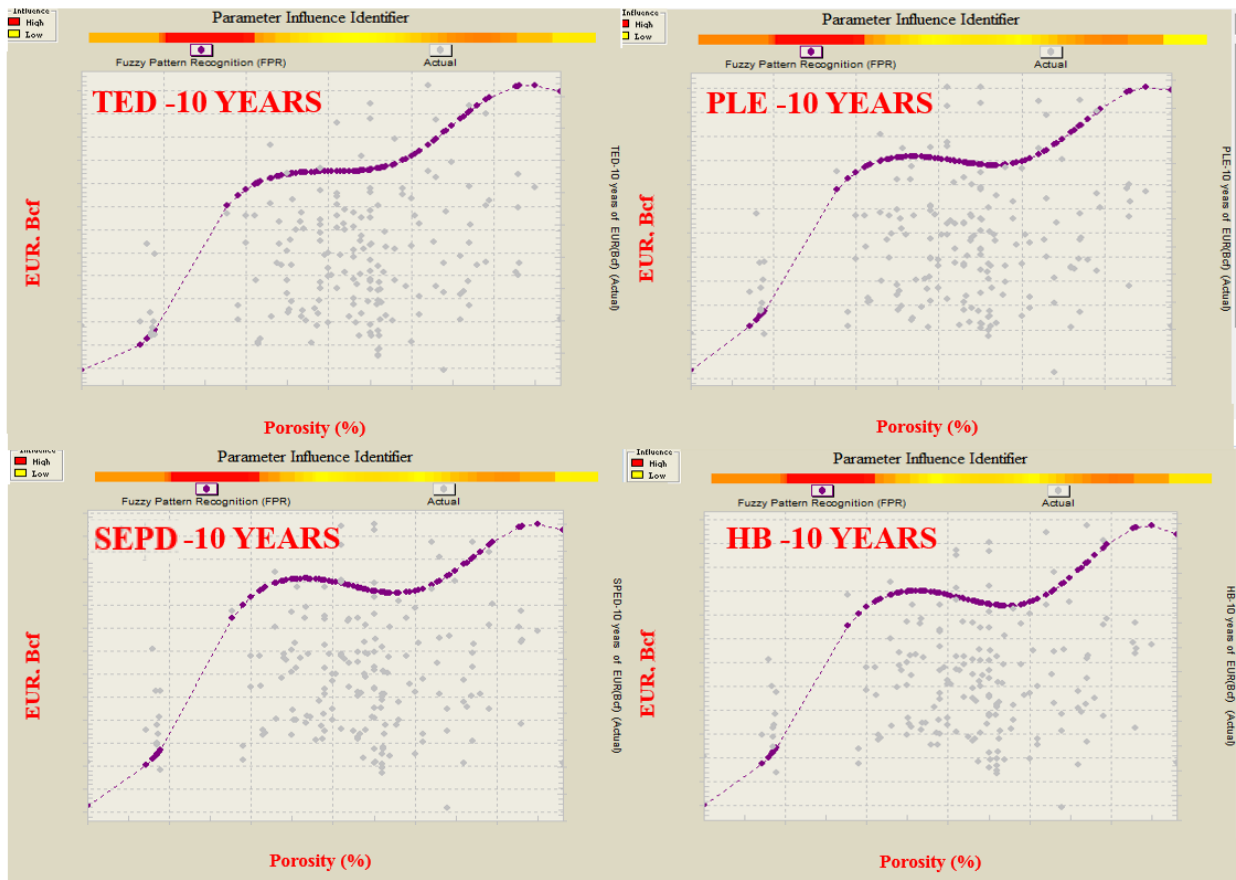 Influence
High
Low
Parameter Influence Identifier
Fuzzy Pattern Recognition (FPR)
Actual
TED -10 YEARS
EUR, Bcf
TED-10 years of EUR(Bcf) (Actual)
Porosity (%)
Influence
High
Low
Parameter Influence Identifier
Fuzzy Pattern Recognition (FPR)
Actual
PLE -10 YEARS
EUR, Bcf
PLE-10 years of EUR(Bcf) (Actual)
Porosity (%)
Influence
High
Low
Parameter Influence Identifier
Fuzzy Pattern Recognition (FPR)
Actual
SEPD -10 YEARS
EUR, Bcf
SPED-10 years of EUR(Bcf) (Actual)
Porosity (%)
Influence
High
Low
Parameter Influence Identifier
Fuzzy Pattern Recognition (FPR)
Actual
HB -10 YEARS
EUR, Bcf
HB-10 years of EUR(Bcf) (Actual)
Porosity (%)